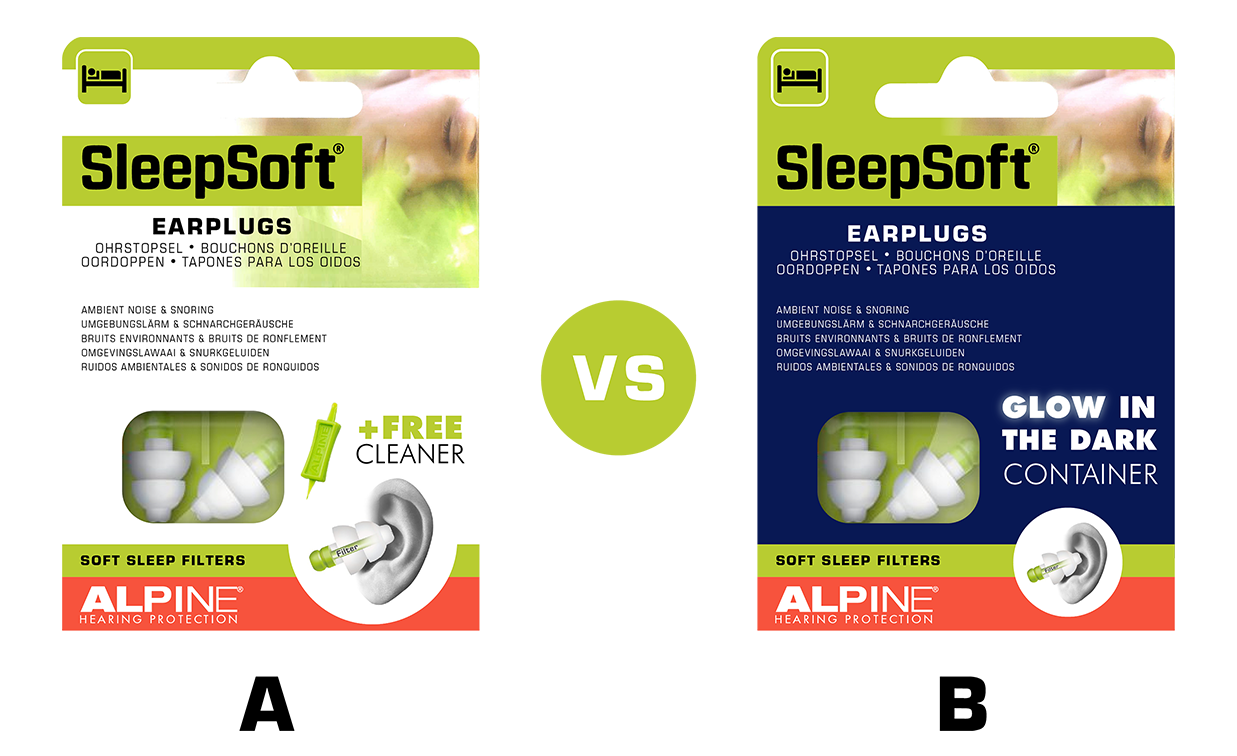 SleepSoft®
EARPLUGS
OHRSTOPSEL • BOUCHONS D'OREILLE
OORDOPPEN • TAPONES PARA LOS OIDOS
AMBIENT NOISE & SNORING
UMGEBUNGSLÄRM & SCHNARCHGERÄUSCHE
BRUITS ENVIRONNANTS & BRUITS DE RONFLEMENT
OMGEVINGSLAWAAI & SNURKGELUIDEN
RUIDOS AMBIENTALES & SONIDOS DE RONQUIDOS
ALPINE
+FREE
CLEANER
Filter
SOFT SLEEP FILTERS
ALPINE®
HEARING PROTECTION
A
VS
SleepSoft®
EARPLUGS
OHRSTOPSEL • BOUCHONS D'OREILLE
OORDOPPEN • TAPONES PARA LOS OIDOS
AMBIENT NOISE & SNORING
UMGEBUNGSLÄRM & SCHNARCHGERÄUSCHE
BRUITS ENVIRONNANTS & BRUITS DE RONFLEMENT
OMGEVINGSLAWAAI & SNURKGELUIDEN
RUIDOS AMBIENTALES & SONIDOS DE RONQUIDOS
GLOW IN
THE DARK
CONTAINER
Filter
SOFT SLEEP FILTERS
ALPINE®
HEARING PROTECTION
B